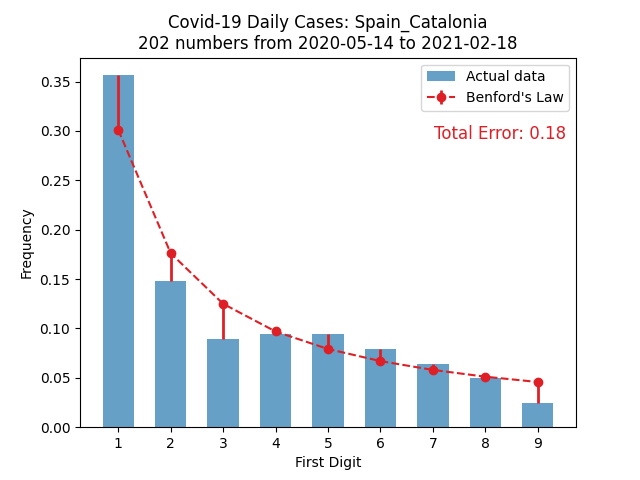 Covid-19 Daily Cases: Spain_Catalonia
202 numbers from 2020-05-14 to 2021-02-18
Actual data
Benford's Law
Total Error: 0.18
Frequency
0.35
0.30
0.25
0.20
0.15
0.10
0.05
0.00
1 2 3 4 5 6 7 8 9
First Digit